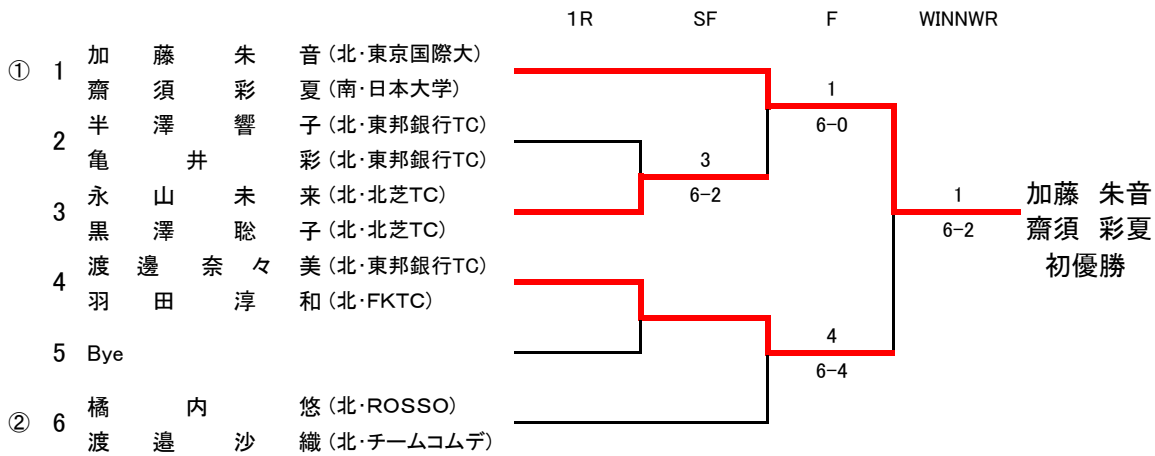 1R SF F WINNWR
① 1 加藤朱音(北・東京国際大)
齋須彩夏(南・日本大学)
2 半澤響子(北・東邦銀行TC)
亀井彩(北・東邦銀行TC)
3 永山未来(北・北芝TC)
黒澤聡子(北・北芝TC)
4 渡邊奈々美(北・東邦銀行TC)
羽田淳和(北・FKTC)
5 Bye
② 6 橘内悠(北・ROSSO)
渡邉沙織(北・チームコムデ)
3
6-2
1
6-0
4
6-4
1
6-2
加藤 朱音
齋須 彩夏
初優勝